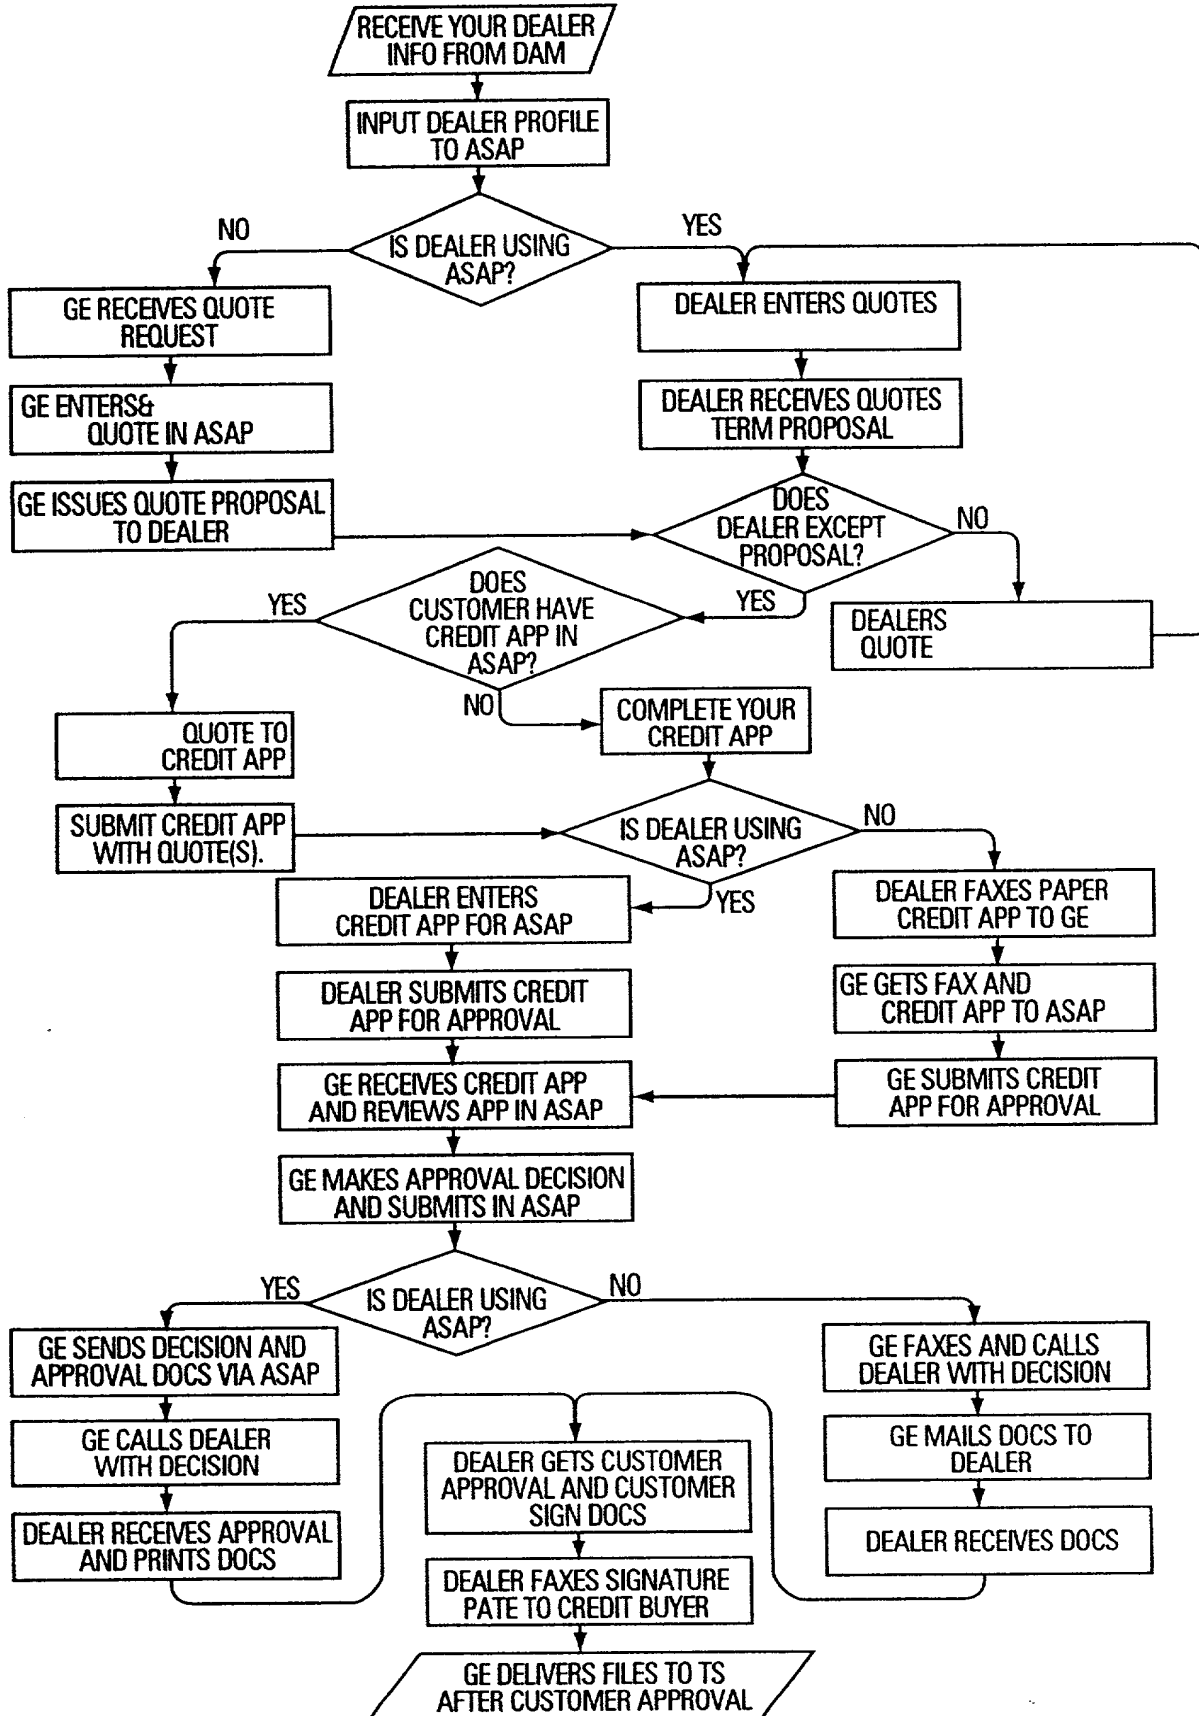 RECEIVE YOUR DEALER
INFO FROM DAM
INPUT DEALER PROFILE
TO ASAP
NO
YES
IS DEALER USING
ASAP?
GE RECEIVES QUOTE
REQUEST
DEALER ENTERS QUOTES
GE ENTERS&
QUOTE IN ASAP
DEALER RECEIVES QUOTES
TERM PROPOSAL
GE ISSUES QUOTE PROPOSAL
TO DEALER
DOES
DEALER EXCEPT
PROPOSAL?
NO
YES
DOES
CUSTOMER HAVE
CREDIT APP IN
ASAP?
YES
NO
DEALERS
QUOTE
QUOTE TO
CREDIT APP
COMPLETE YOUR
CREDIT APP
SUBMIT CREDIT APP
WITH QUOTE(S).
IS DEALER USING
ASAP?
NO
YES
DEALER ENTERS
CREDIT APP FOR ASAP
DEALER FAXES PAPER
CREDIT APP TO GE
DEALER SUBMITS CREDIT
APP FOR APPROVAL
GE GETS FAX AND
CREDIT APP TO ASAP
GE RECEIVES CREDIT APP
AND REVIEWS APP IN ASAP
GE SUBMITS CREDIT
APP FOR APPROVAL
GE MAKES APPROVAL DECISION
AND SUBMITS IN ASAP
YES
NO
IS DEALER USING
ASAP?
GE SENDS DECISION AND
APPROVAL DOCS VIA ASAP
GE FAXES AND CALLS
DEALER WITH DECISION
GE CALLS DEALER
WITH DECISION
GE MAILS DOCS TO
DEALER
DEALER RECEIVES APPROVAL
AND PRINTS DOCS
DEALER RECEIVES DOCS
DEALER GETS CUSTOMER
APPROVAL AND CUSTOMER
SIGN DOCS
DEALER FAXES SIGNATURE
PATE TO CREDIT BUYER
GE DELIVERS FILES TO TS
AFTER CUSTOMER APPROVAL